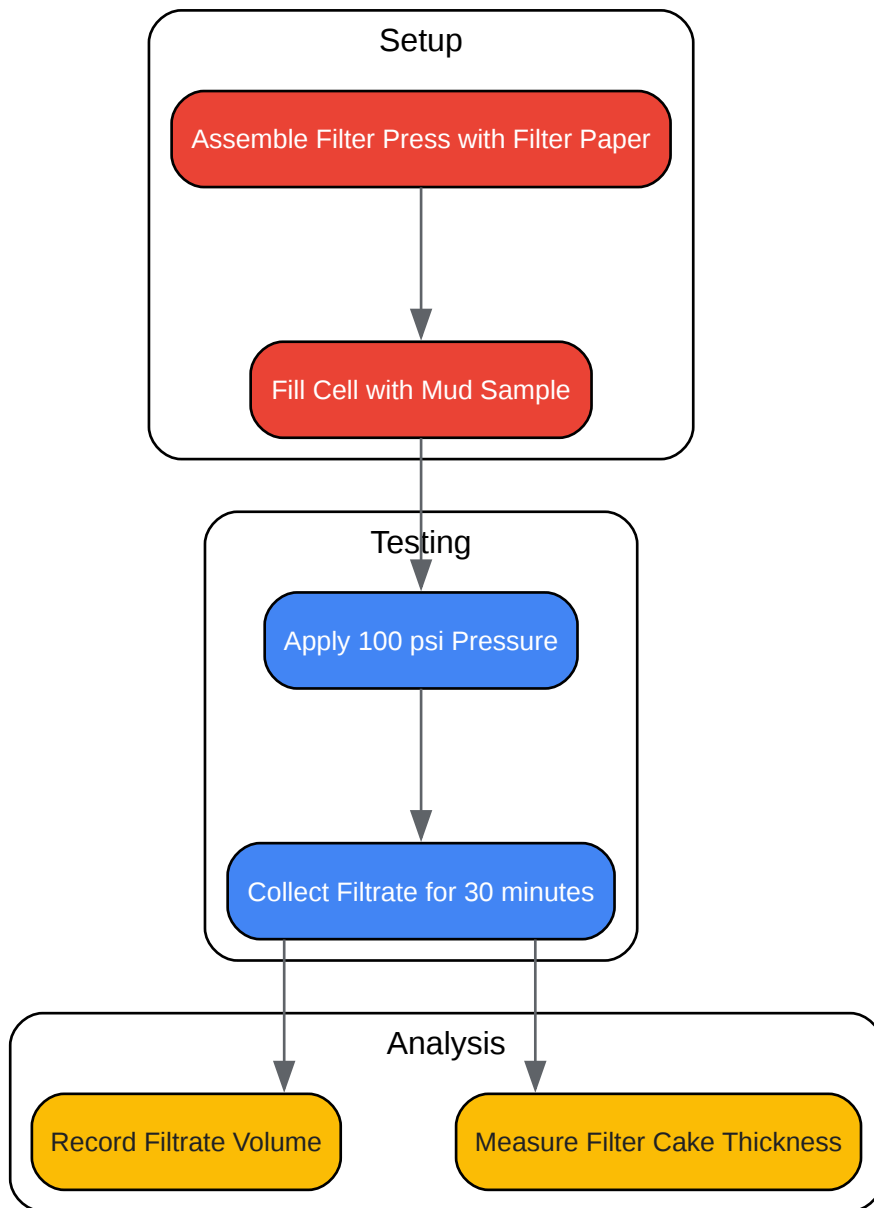 Setup
Assemble Filter Press with Filter Paper
Fill Cell with Mud Sample
Testing
Apply 100 psi Pressure
Collect Filtrate for 30 minutes
Analysis
Record Filtrate Volume
Measure Filter Cake Thickness